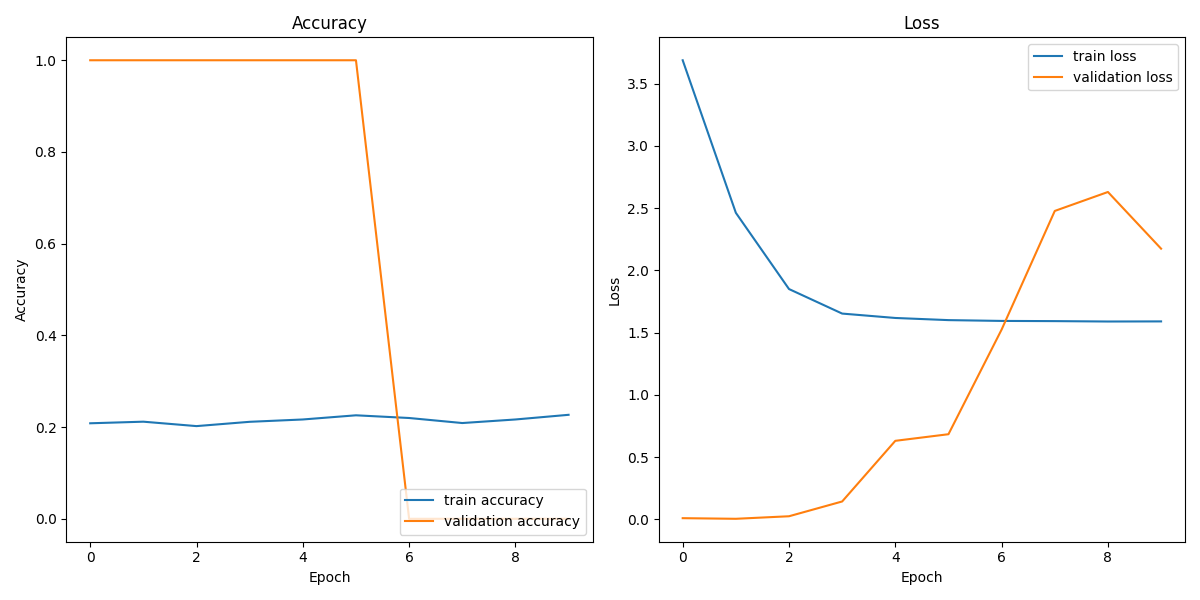 Accuracy
1.0
0.8
0.6
0.4
0.2
0.0
Accuracy
0 2 4 6 8
Epoch
train accuracy
validation accuracy
Loss
3.5
3.0
2.5
2.0
1.5
1.0
0.5
0.0
Loss
0 2 4 6 8
Epoch
train loss
validation loss